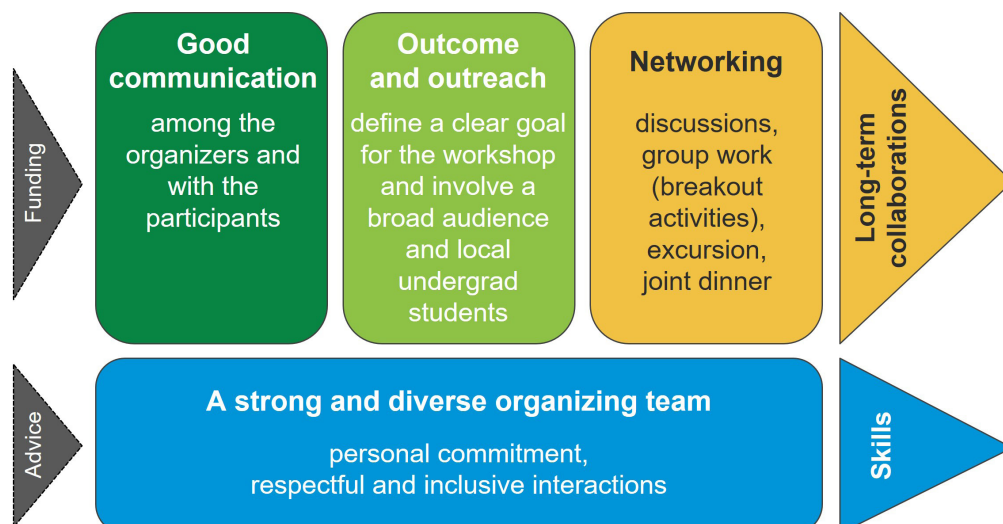 Funding
Good
communication
among the
organizers and
with the
participants
Outcome
and outreach
define a clear goal
for the workshop
and involve a
broad audience
and local
undergrad
students
Networking
discussions,
group work
(breakout
activities),
excursion,
joint dinner
Long-term
collaborations
Advice
A strong and diverse organizing team
personal commitment,
respectful and inclusive interactions
Skills